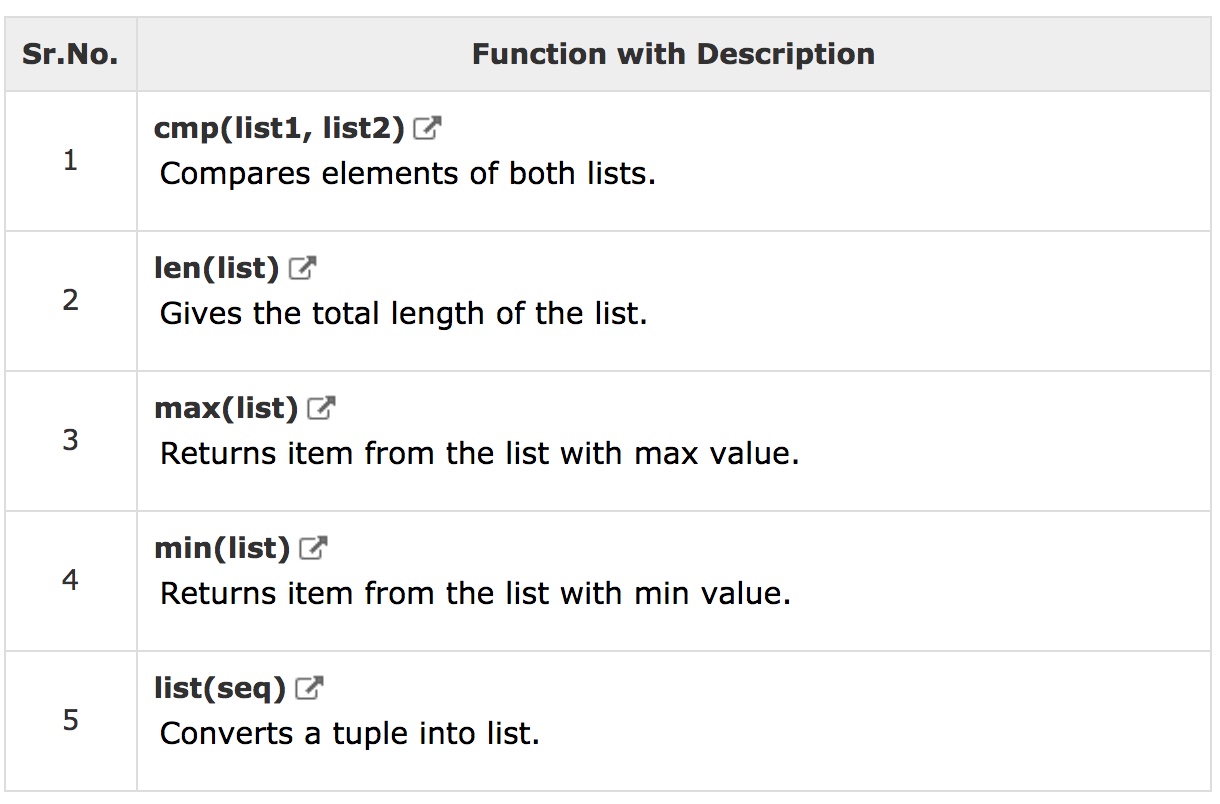 Sr.No. Function with Description
1
cmp(list1, list2)
Compares elements of both lists.
2
len(list)
Gives the total length of the list.
3
max(list)
Returns item from the list with max value.
4
min(list)
Returns item from the list with min value.
5
list(seq)
Converts a tuple into list.